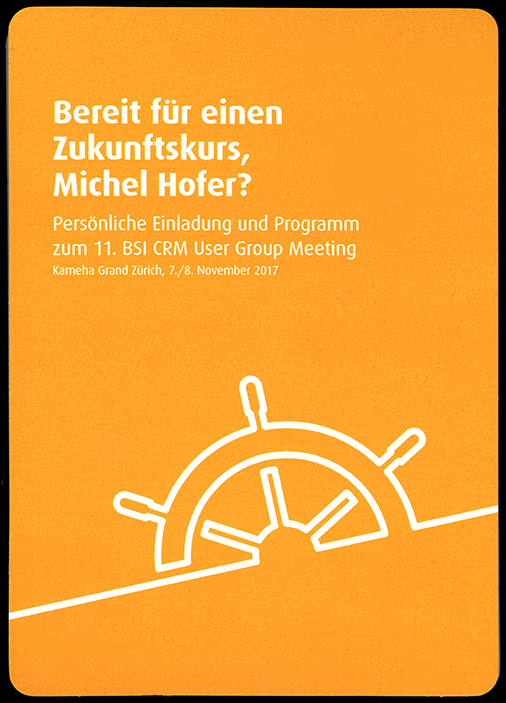 Bereit für einen
Zukunftskurs,
Michel Hofer?
Persönliche Einladung und Programm
zum 11. BSI CRM User Group Meeting
Kameha Grand Zürich, 7./8. November 2017